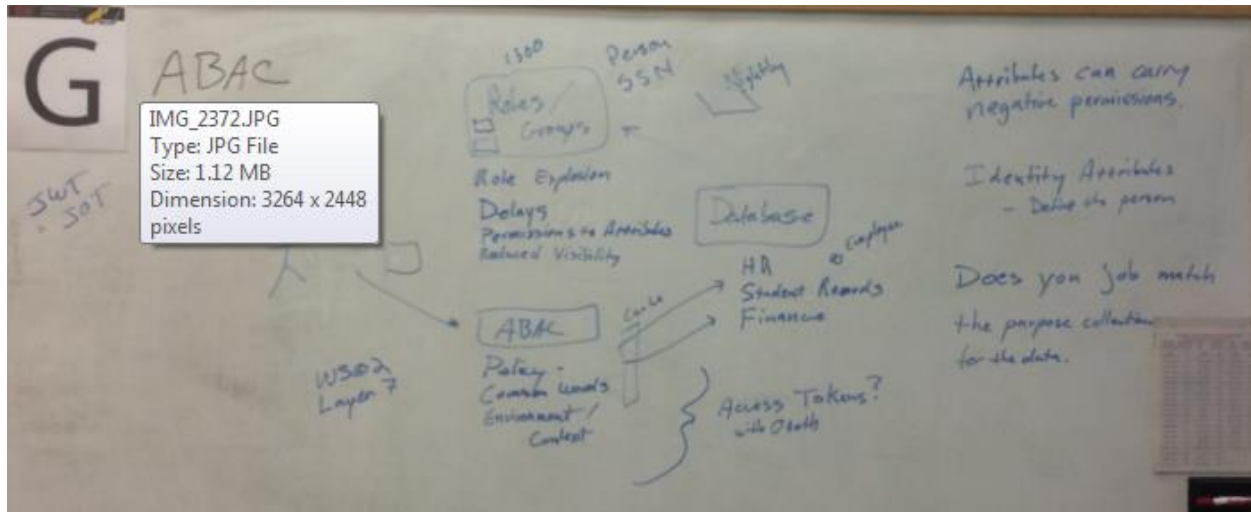 G
ABAC
IMG_2372.JPG
Type: JPG File
Size: 1,12 MB
Dimension: 3264 x 2448
pixels
JWT
SOT
1300
Person
SSN
Nightly
Roles /
Groups
Role Explosion
Delays
Permissions to Attributes
Reduced Visibility
Database
HR
Employee
Student Records
Finance
ABAC
Cache
Policy -
Common words
Environment /
Context
WSO2
Layer 7
Access Tokens?
with OAuth
Attributes can carry
negative permissions.
Identity Attributes
- Define the person
Does you job match
the purpose collection
for the data.